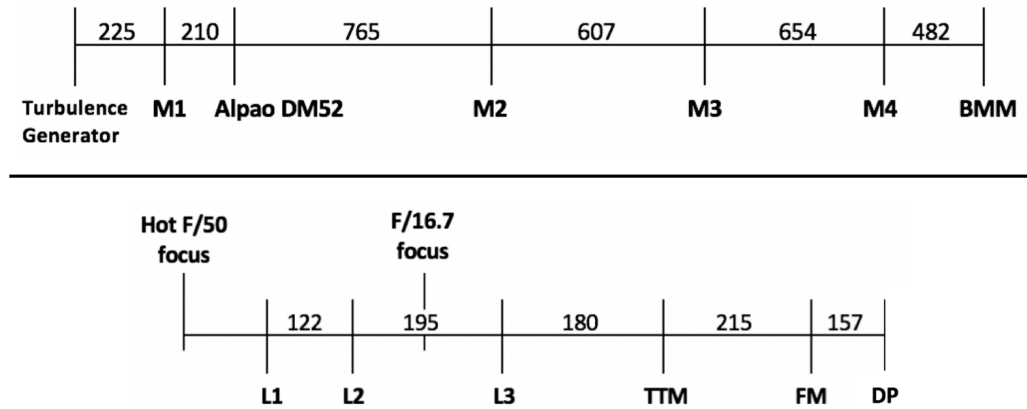 225 210 765 607 654 482
Turbulence Generator M1 Alpao DM52 M2 M3 M4 BMM
Hot F/50 focus F/16.7 focus
122 195 180 215 157
L1 L2 L3 TTM FM DP